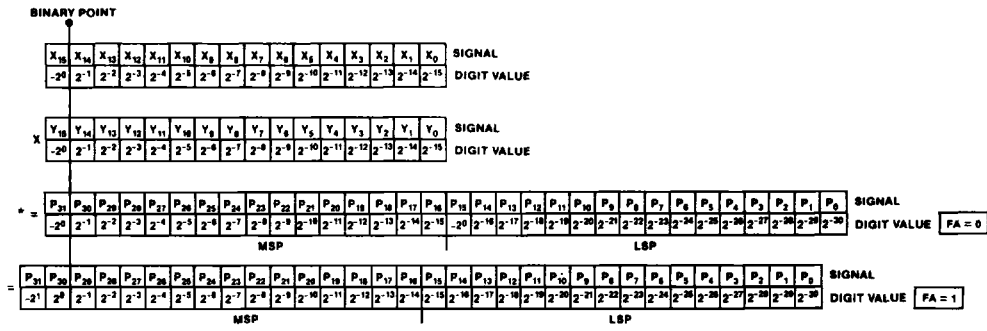 BINARY POINT
X15 X14 X13 X12 X11 X10 X9 X8 X7 X6 X5 X4 X3 X2 X1 X0 SIGNAL
-2^0 2^-1 2^-2 2^-3 2^-4 2^-5 2^-6 2^-7 2^-8 2^-9 2^-10 2^-11 2^-12 2^-13 2^-14 2^-15 DIGIT VALUE
X Y15 Y14 Y13 Y12 Y11 Y10 Y9 Y8 Y7 Y6 Y5 Y4 Y3 Y2 Y1 Y0 SIGNAL
-2^0 2^-1 2^-2 2^-3 2^-4 2^-5 2^-6 2^-7 2^-8 2^-9 2^-10 2^-11 2^-12 2^-13 2^-14 2^-15 DIGIT VALUE
* = P31 P30 P29 P28 P27 P26 P25 P24 P23 P22 P21 P20 P19 P18 P17 P16 P15 P14 P13 P12 P11 P10 P9 P8 P7 P6 P5 P4 P3 P2 P1 P0 SIGNAL
-2^0 2^-1 2^-2 2^-3 2^-4 2^-5 2^-6 2^-7 2^-8 2^-9 2^-10 2^-11 2^-12 2^-13 2^-14 2^-15 -2^0 2^-16 2^-17 2^-18 2^-19 2^-20 2^-21 2^-22 2^-23 2^-24 2^-25 2^-26 2^-27 2^-28 2^-29 2^-30 DIGIT VALUE FA = 0
MSP LSP
= P31 P30 P29 P28 P27 P26 P25 P24 P23 P22 P21 P20 P19 P18 P17 P16 P15 P14 P13 P12 P11 P10 P9 P8 P7 P6 P5 P4 P3 P2 P1 P0 SIGNAL
-2^1 2^0 2^-1 2^-2 2^-3 2^-4 2^-5 2^-6 2^-7 2^-8 2^-9 2^-10 2^-11 2^-12 2^-13 2^-14 2^-15 2^-16 2^-17 2^-18 2^-19 2^-20 2^-21 2^-22 2^-23 2^-24 2^-25 2^-26 2^-27 2^-28 2^-29 2^-30 DIGIT VALUE FA = 1
MSP LSP